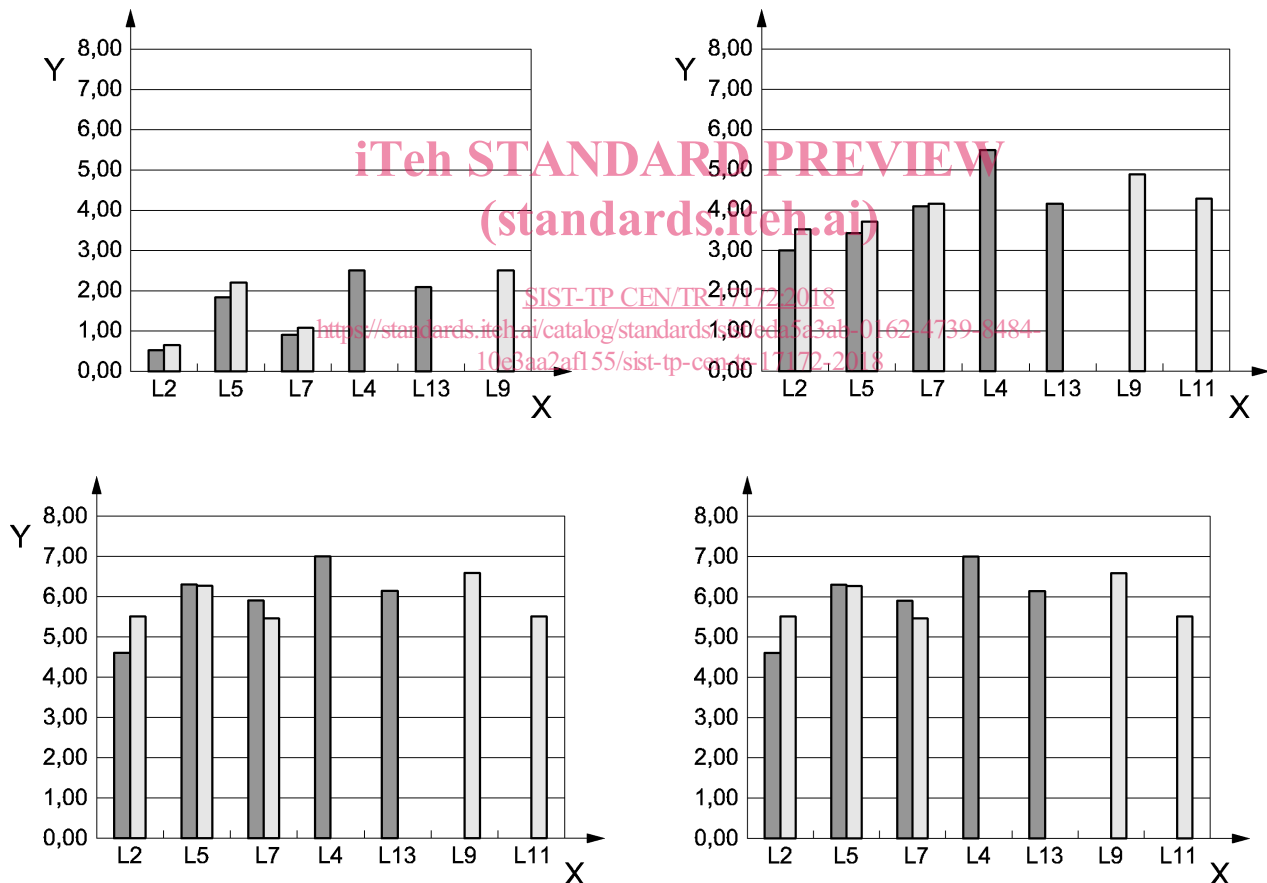 8,00
Y
7,00
6,00
5,00
4,00
3,00
2,00
1,00
0,00
L2 L5 L7 L4 L13 L9
X
8,00
Y
7,00
6,00
5,00
4,00
3,00
2,00
1,00
0,00
L2 L5 L7 L4 L13 L9 L11
X
iTeh STANDARD PREVIEW
(standards.iteh.ai)
SIST-TP CEN/TR 17172:2018
https://standards.iteh.ai/catalog/standards/sist/eda5a3ab-0162-4739-8484-
10e3aa2af155/sist-tp-cen-tr-17172-2018
8,00
Y
7,00
6,00
5,00
4,00
3,00
2,00
1,00
0,00
L2 L5 L7 L4 L13 L9 L11
X
8,00
7,00
6,00
5,00
4,00
3,00
2,00
1,00
0,00
L2 L5 L7 L4 L13 L9 L11
X